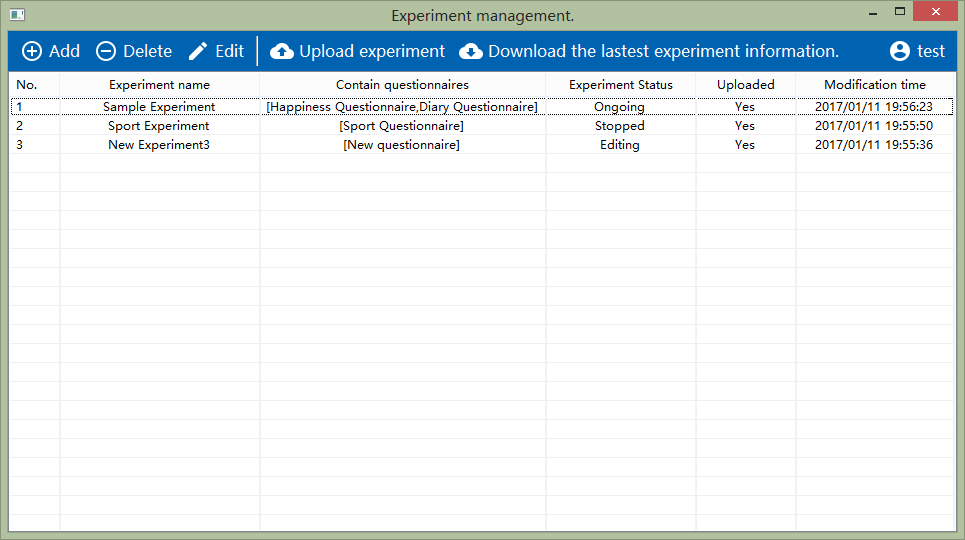 Experiment management.
Add Delete Edit Upload experiment Download the lastest experiment information. test
No. Experiment name Contain questionnaires Experiment Status Uploaded Modification time
1 Sample Experiment [Happiness Questionnaire,Diary Questionnaire] Ongoing Yes 2017/01/11 19:56:23
2 Sport Experiment [Sport Questionnaire] Stopped Yes 2017/01/11 19:55:50
3 New Experiment3 [New questionnaire] Editing Yes 2017/01/11 19:55:36